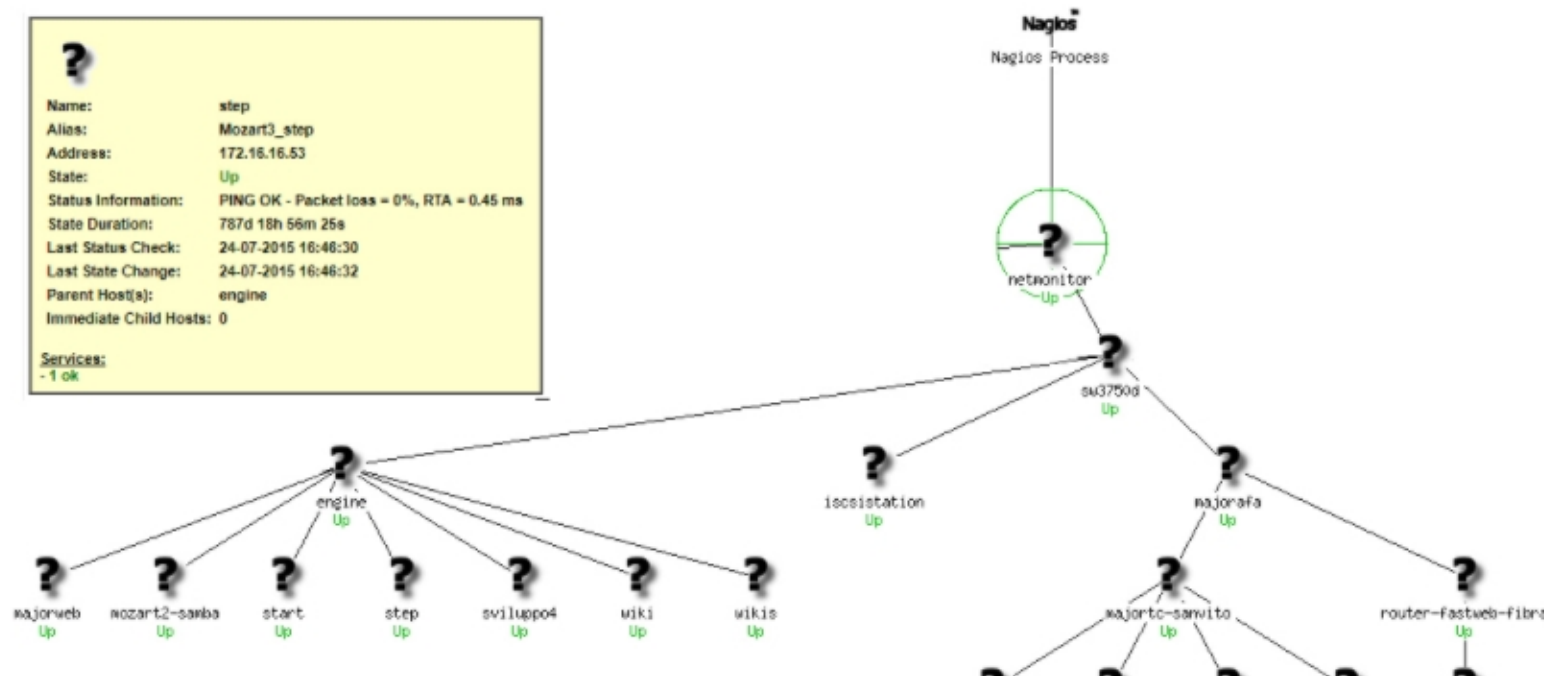 Name: step
Alias: Mozart3_step
Address: 172.16.16.53
State: Up
Status Information: PING OK - Packet loss = 0%, RTA = 0.45 ms
State Duration: 787d 18h 56m 25s
Last Status Check: 24-07-2015 16:46:30
Last State Change: 24-07-2015 16:46:32
Parent Host(s): engine
Immediate Child Hosts: 0
Services:
- 1 ok
Nagios
Nagios Process
netmonitor
Up
sw3750d
Up
engine
Up
iscsistation
Up
majorafa
Up
majorweb
Up
mozart2-samba
Up
start
Up
step
Up
sviluppo4
Up
wiki
Up
wikis
Up
majortc-sanvito
Up
router-fastweb-fibra
Up